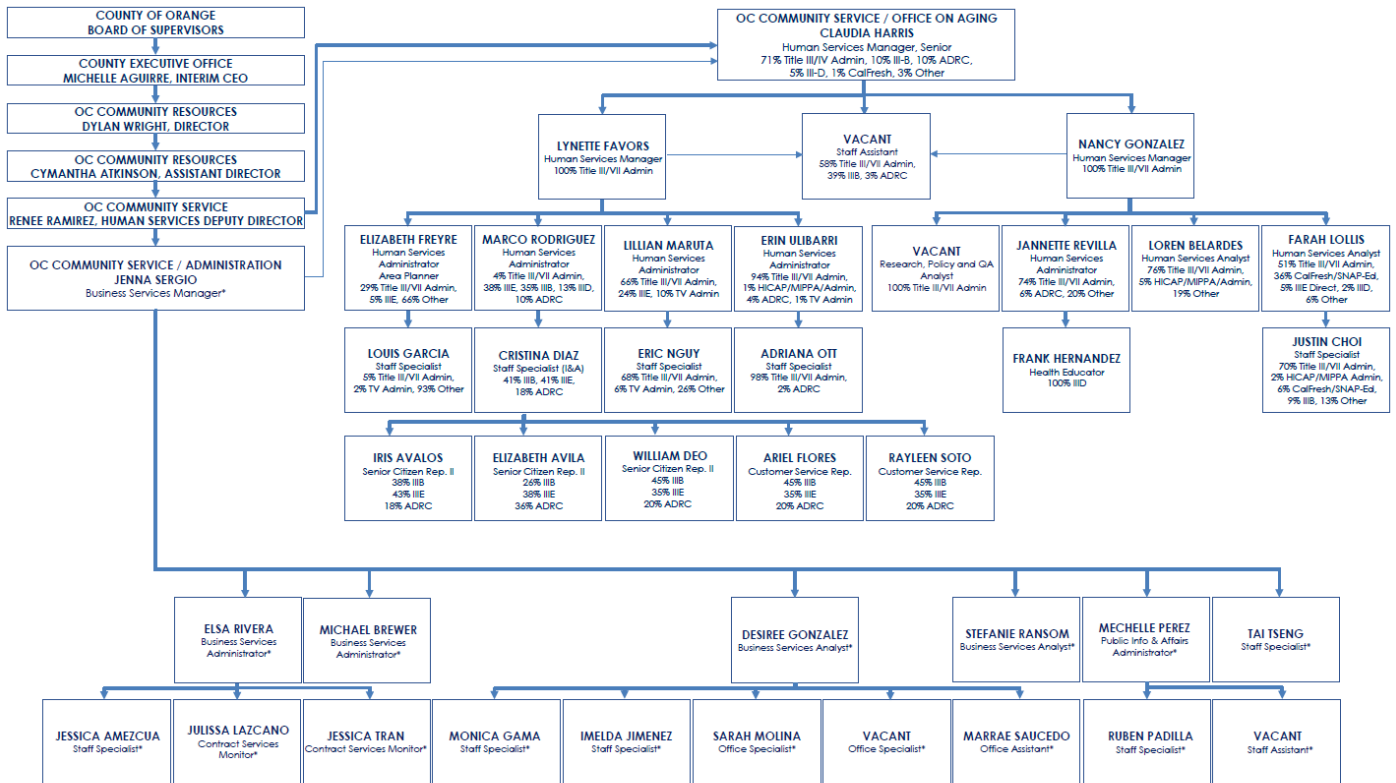 COUNTY OF ORANGE
BOARD OF SUPERVISORS
COUNTY EXECUTIVE OFFICE
MICHELLE AGUIRRE, INTERIM CEO
OC COMMUNITY RESOURCES
DYLAN WRIGHT, DIRECTOR
OC COMMUNITY RESOURCES
CYMANTHA ATKINSON, ASSISTANT DIRECTOR
OC COMMUNITY SERVICE
RENEE RAMIREZ, HUMAN SERVICES DEPUTY DIRECTOR
OC COMMUNITY SERVICE / ADMINISTRATION
JENNA SERGIO
Business Services Manager*
OC COMMUNITY SERVICE / OFFICE ON AGING
CLAUDIA HARRIS
Human Services Manager, Senior
71% Title III/IV Admin, 10% III-B, 10% ADRC,
5% III-D, 1% CalFresh, 3% Other
LYNETTE FAVORS
Human Services Manager
100% Title III/VII Admin
VACANT
Staff Assistant
58% Title III/VII Admin,
39% IIIB, 3% ADRC
NANCY GONZALEZ
Human Services Manager
100% Title III/VII Admin
ELIZABETH FREYRE
Human Services
Administrator
Area Planner
29% Title III/VII Admin,
5% IIIE, 66% Other
MARCO RODRIGUEZ
Human Services
Administrator
4% Title III/VII Admin,
38% IIIE, 35% IIIB, 13% IIID,
10% ADRC
LILLIAN MARUTA
Human Services
Administrator
66% Title III/VII Admin,
24% IIIE, 10% TV Admin
ERIN ULIBARRI
Human Services
Administrator
94% Title III/VII Admin,
1% HICAP/MIPPA/Admin,
4% ADRC, 1% TV Admin
VACANT
Research, Policy and QA
Analyst
100% Title III/VII Admin
JANNETTE REVILLA
Human Services
Administrator
74% Title III/VII Admin,
6% ADRC, 20% Other
LOREN BELARDES
Human Services Analyst
76% Title III/VII Admin,
5% HICAP/MIPPA/Admin,
19% Other
FARAH LOLLIS
Human Services Analyst
51% Title III/VII Admin,
36% CalFresh/SNAP-Ed,
5% IIIE Direct, 2% IIID,
6% Other
LOUIS GARCIA
Staff Specialist
5% Title III/VII Admin,
2% TV Admin, 93% Other
CRISTINA DIAZ
Staff Specialist (I&A)
41% IIIB, 41% IIIE,
18% ADRC
ERIC NGUY
Staff Specialist
68% Title III/VII Admin,
6% TV Admin, 26% Other
ADRIANA OTT
Staff Specialist
98% Title III/VII Admin,
2% ADRC
FRANK HERNANDEZ
Health Educator
100% IIID
JUSTIN CHOI
Staff Specialist
70% Title III/VII Admin,
2% HICAP/MIPPA Admin,
6% CalFresh/SNAP-Ed,
9% IIIB, 13% Other
IRIS AVALOS
Senior Citizen Rep. II
38% IIIB
43% IIIE
18% ADRC
ELIZABETH AVILA
Senior Citizen Rep. II
26% IIIB
38% IIIE
36% ADRC
WILLIAM DEO
Senior Citizen Rep. II
45% IIIB
35% IIIE
20% ADRC
ARIEL FLORES
Customer Service Rep.
45% IIIB
35% IIIE
20% ADRC
RAYLEEN SOTO
Customer Service Rep.
45% IIIB
35% IIIE
20% ADRC
ELSA RIVERA
Business Services
Administrator*
MICHAEL BREWER
Business Services
Administrator*
DESIREE GONZALEZ
Business Services Analyst*
STEFANIE RANSOM
Business Services Analyst*
MECHELLE PEREZ
Public Info & Affairs
Administrator*
TAI TSENG
Staff Specialist*
JESSICA AMEZCUA
Staff Specialist*
JULISSA LAZCANO
Contract Services
Monitor*
JESSICA TRAN
Contract Services Monitor*
MONICA GAMA
Staff Specialist*
IMELDA JIMENEZ
Staff Specialist*
SARAH MOLINA
Office Specialist*
VACANT
Office Specialist*
MARRAE SAUCEDO
Office Assistant*
RUBEN PADILLA
Staff Specialist*
VACANT
Staff Assistant*